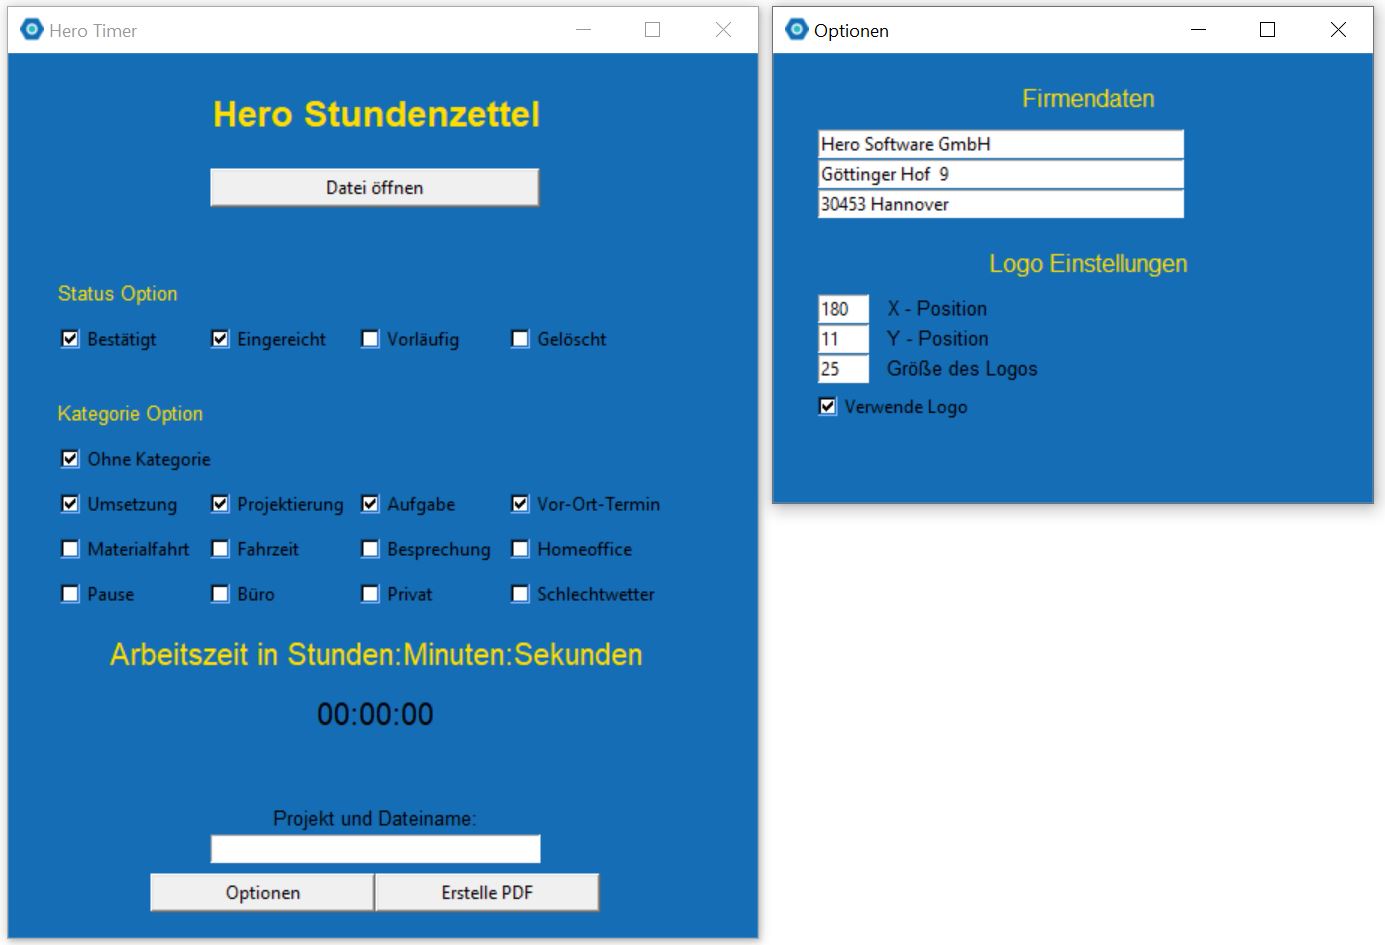 Hero Timer
Hero Stundenzettel
Datei öffnen
Status Option
Bestätigt Eingereicht Vorläufig Gelöscht
Kategorie Option
Ohne Kategorie
Umsetzung Projektierung Aufgabe Vor-Ort-Termin
Materialfahrt Fahrzeit Besprechung Homeoffice
Pause Büro Privat Schlechtwetter
Arbeitszeit in Stunden:Minuten:Sekunden
00:00:00
Projekt und Dateiname:
Optionen Erstelle PDF
Optionen
Firmendaten
Hero Software GmbH
Göttinger Hof  9
30453 Hannover
Logo Einstellungen
180 X - Position
11 Y - Position
25 Größe des Logos
Verwende Logo